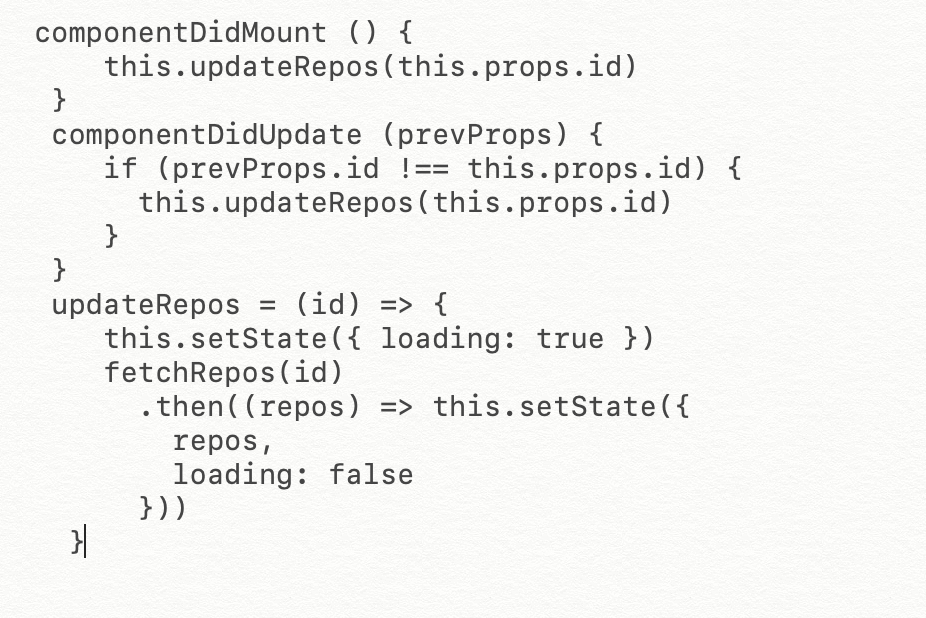 componentDidMount () {
    this.updateRepos(this.props.id)
 }
 componentDidUpdate (prevProps) {
    if (prevProps.id !== this.props.id) {
      this.updateRepos(this.props.id)
    }
 }
 updateRepos = (id) => {
    this.setState({ loading: true })
    fetchRepos(id)
      .then((repos) => this.setState({
        repos,
        loading: false
      }))
  }